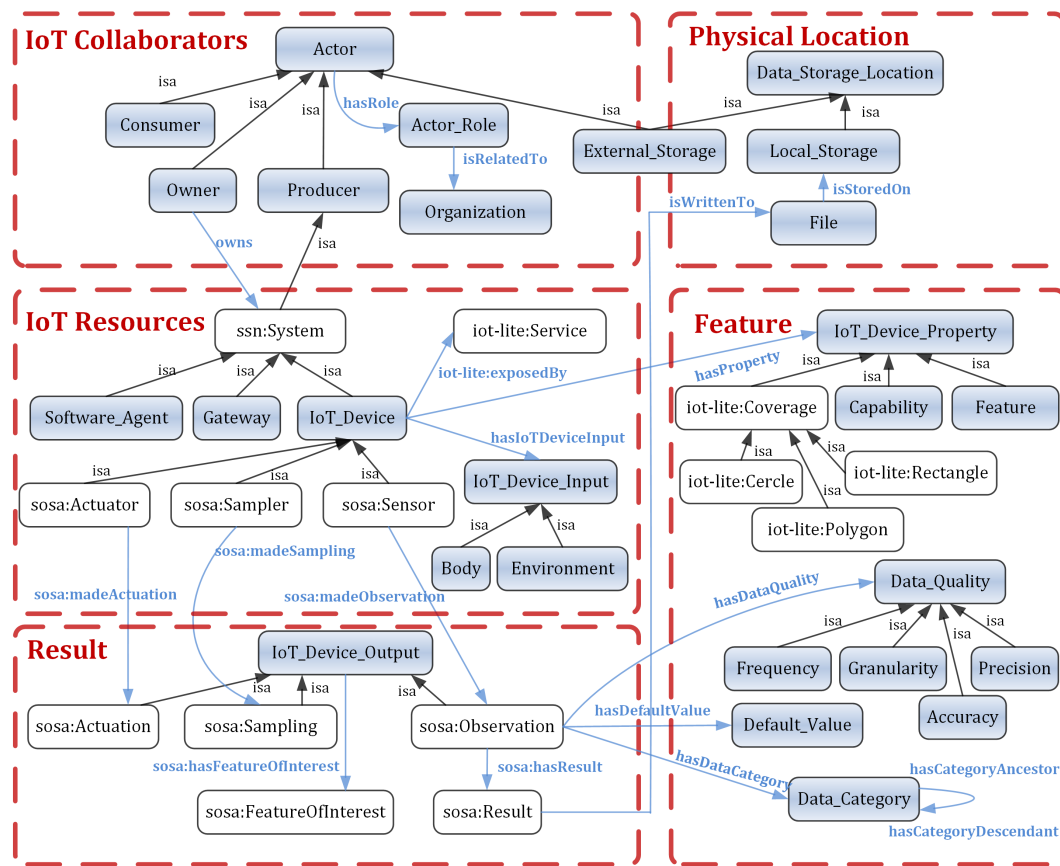 IoT Collaborators
Actor
isa
isa
isa
hasRole
isa
Consumer
Actor_Role
isRelatedTo
Owner
Producer
Organization
owns
isa
Physical Location
Data_Storage_Location
isa
isa
External_Storage
Local_Storage
isStoredOn
isWrittenTo
File
IoT Resources
ssn:System
iot-lite:Service
isa
isa
isa
iot-lite:exposedBy
Software_Agent
Gateway
IoT_Device
hasIoTDeviceInput
isa
isa
isa
IoT_Device_Input
sosa:Actuator
sosa:Sampler
sosa:Sensor
isa
isa
sosa:madeSampling
Body
Environment
sosa:madeActuation
sosa:madeObservation
Feature
IoT_Device_Property
hasProperty
isa
isa
isa
iot-lite:Coverage
Capability
Feature
isa
isa
isa
iot-lite:Cercle
iot-lite:Rectangle
iot-lite:Polygon
hasDataQuality
Data_Quality
isa
isa
isa
isa
Frequency
Granularity
Precision
Accuracy
hasDefaultValue
Default_Value
hasDataCategory
hasCategoryAncestor
Data_Category
hasCategoryDescendant
Result
IoT_Device_Output
isa
isa
isa
sosa:Actuation
sosa:Sampling
sosa:Observation
sosa:hasFeatureOfInterest
sosa:hasResult
sosa:FeatureOfInterest
sosa:Result